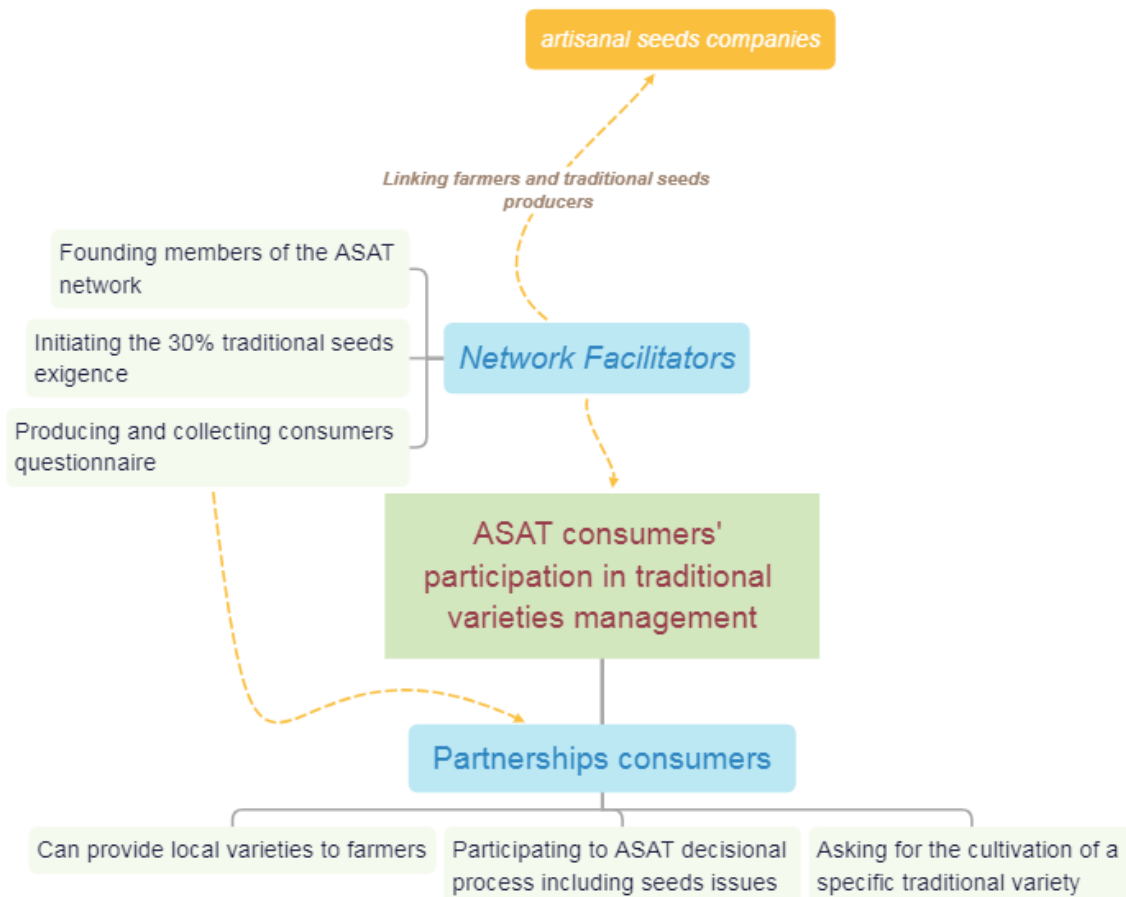 artisanal seeds companies
Linking farmers and traditional seeds
producers
Founding members of the ASAT
network
Initiating the 30% traditional seeds
exigence
Producing and collecting consumers
questionnaire
Network Facilitators
ASAT consumers'
participation in traditional
varieties management
Partnerships consumers
Can provide local varieties to farmers
Participating to ASAT decisional
process including seeds issues
Asking for the cultivation of a
specific traditional variety